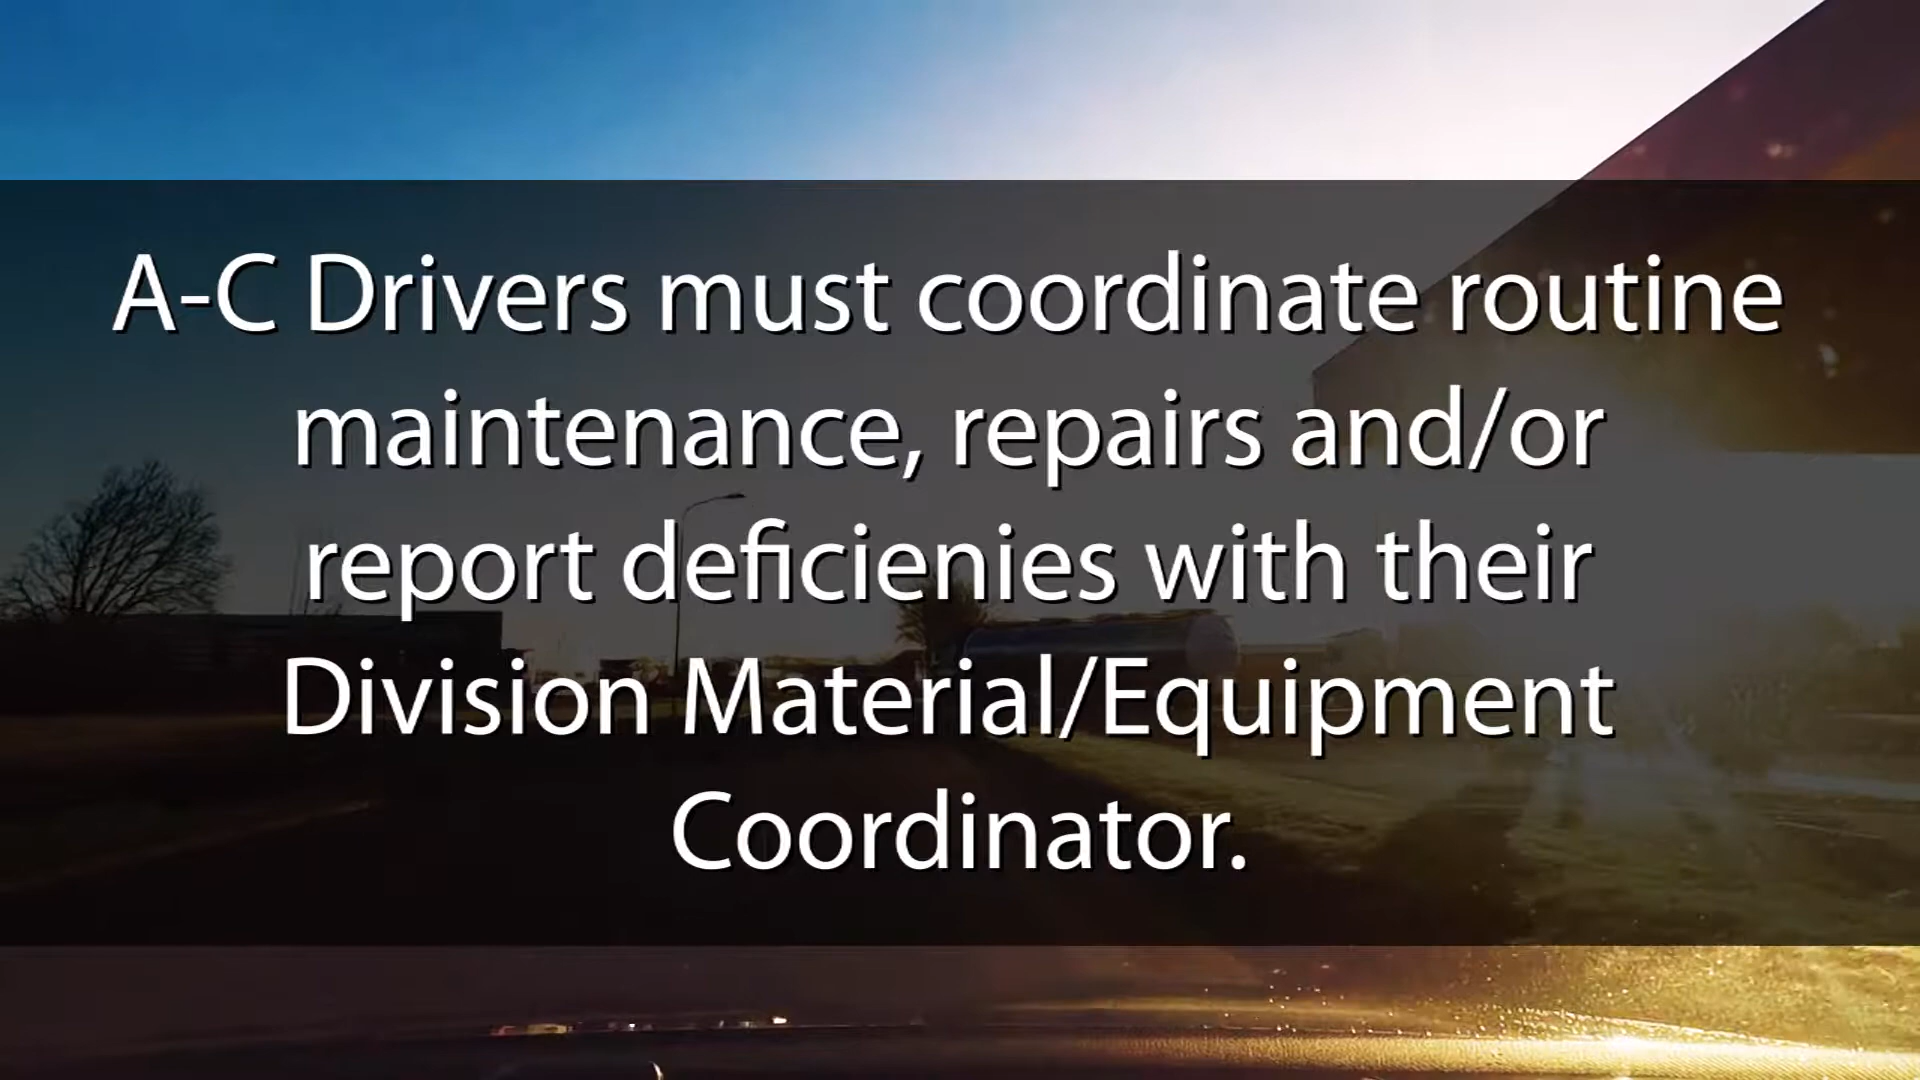 A-C Drivers must coordinate routine
maintenance, repairs and/or
report deficienies with their
Division Material/Equipment
Coordinator.